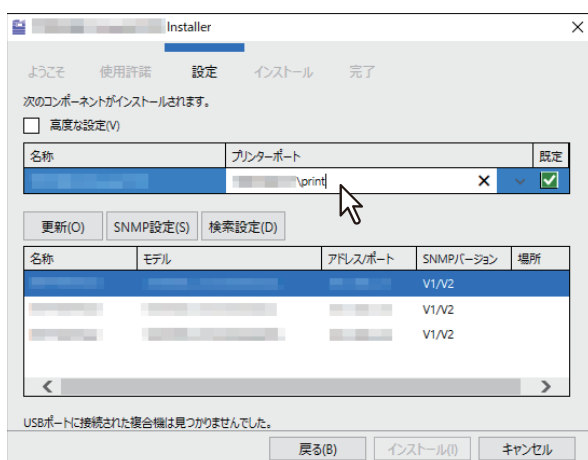 Installer
ようこそ 使用許諾 設定 インストール 完了
次のコンポーネントがインストールされます。
高度な設定(V)
名称 プリンターポート 既定
\print
更新(O) SNMP設定(S) 検索設定(D)
名称 モデル アドレス/ポート SNMPバージョン 場所
V1/V2
V1/V2
V1/V2
USBポートに接続された複合機は見つかりませんでした。
戻る(B) インストール(I) キャンセル